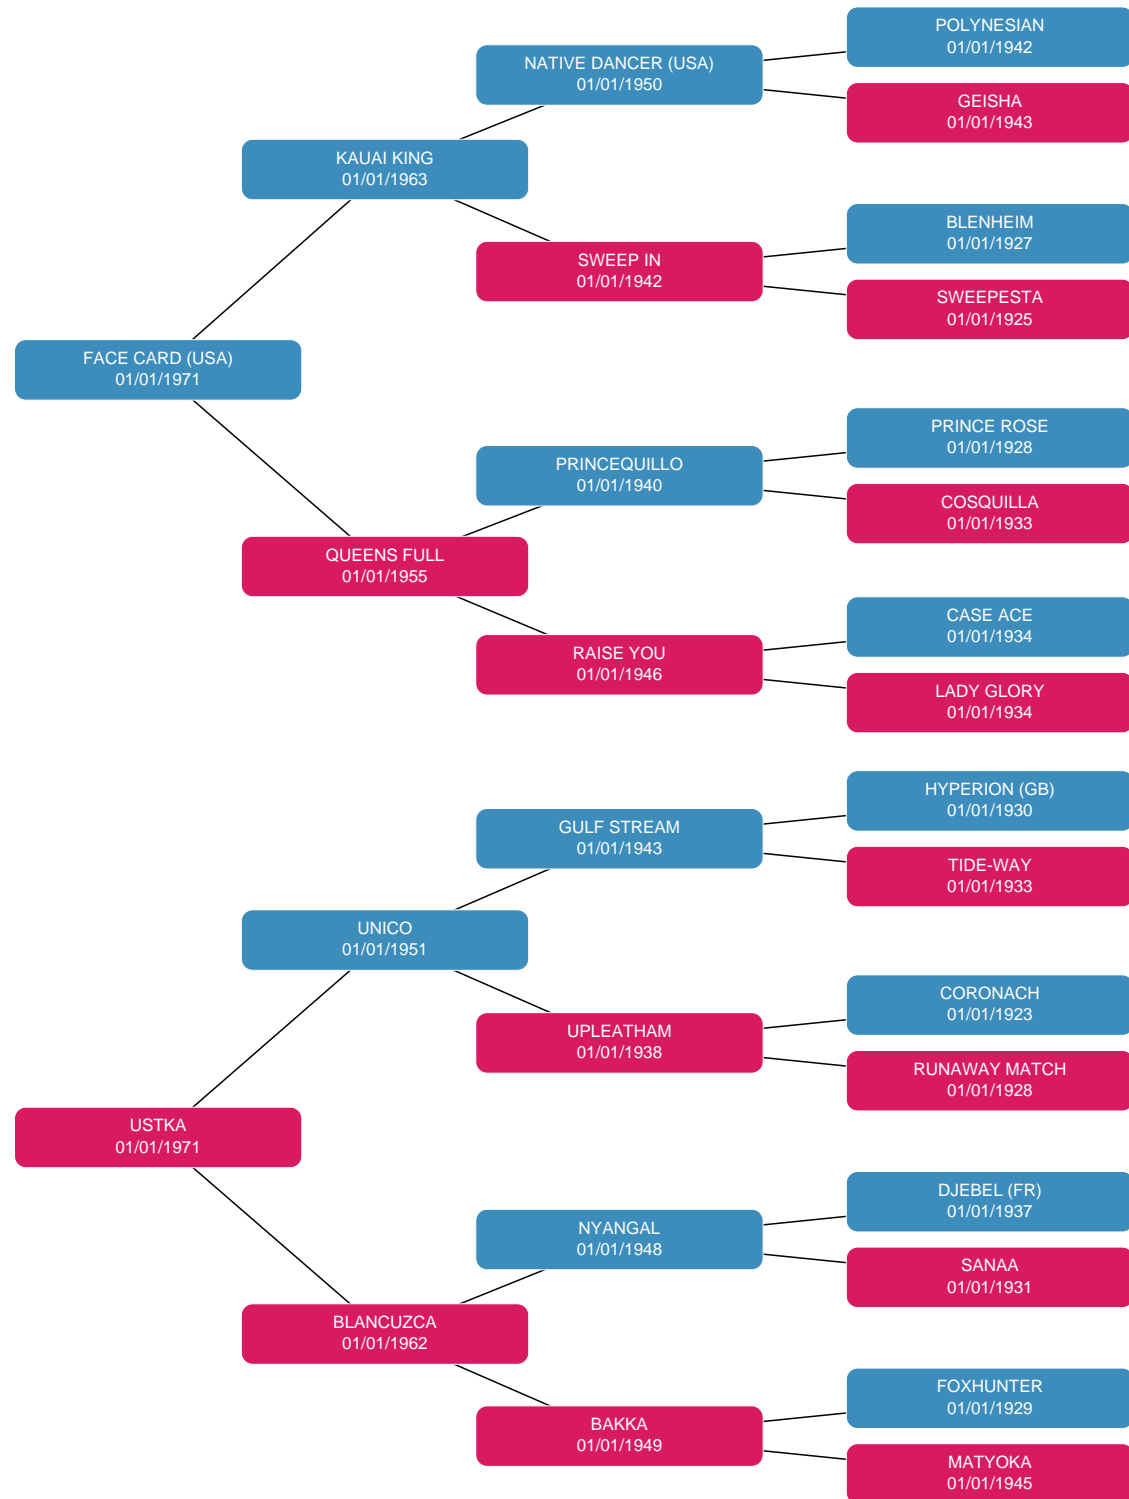 POLYNESIAN
01/01/1942
NATIVE DANCER (USA)
01/01/1950
GEISHA
01/01/1943
KAUAI KING
01/01/1963
BLENHEIM
01/01/1927
SWEEP IN
01/01/1942
SWEEPESTA
01/01/1925
FACE CARD (USA)
01/01/1971
PRINCE ROSE
01/01/1928
PRINCEQUILLO
01/01/1940
COSQUILLA
01/01/1933
QUEENS FULL
01/01/1955
CASE ACE
01/01/1934
RAISE YOU
01/01/1946
LADY GLORY
01/01/1934
HYPERION (GB)
01/01/1930
GULF STREAM
01/01/1943
TIDE-WAY
01/01/1933
UNICO
01/01/1951
CORONACH
01/01/1923
UPLEATHAM
01/01/1938
RUNAWAY MATCH
01/01/1928
USTKA
01/01/1971
DJEBEL (FR)
01/01/1937
NYANGAL
01/01/1948
SANAA
01/01/1931
BLANCUZCA
01/01/1962
FOXHUNTER
01/01/1929
BAKKA
01/01/1949
MATYOKA
01/01/1945